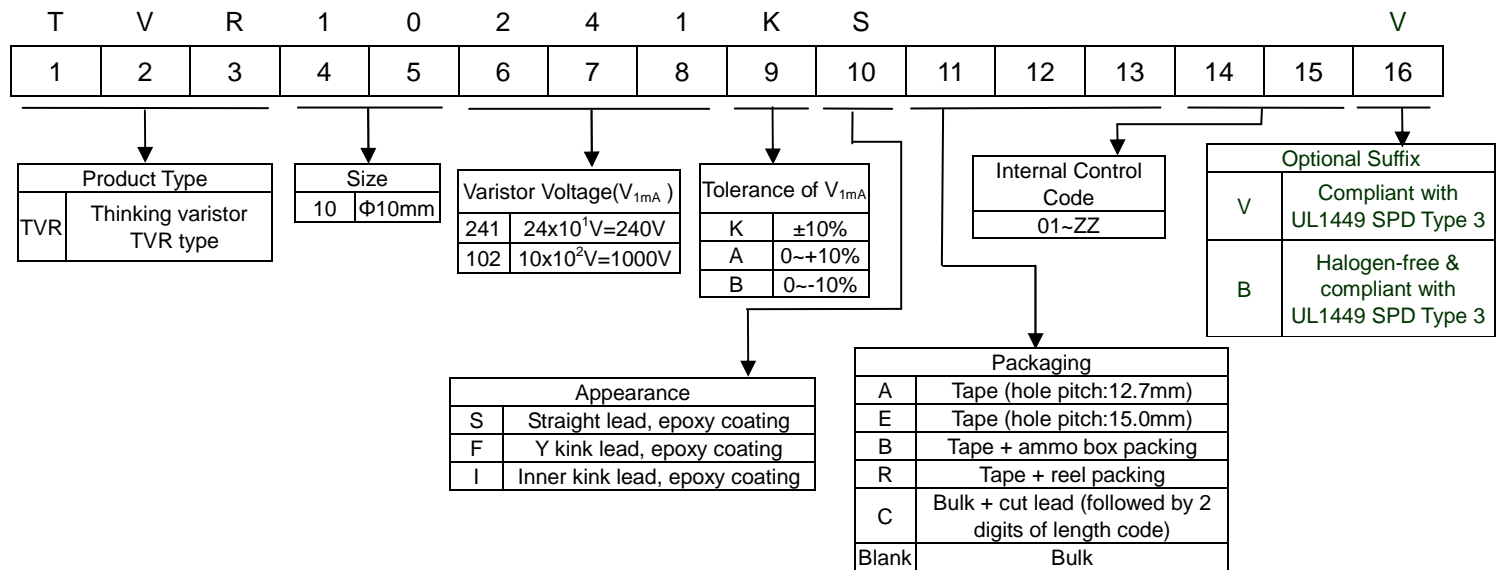 T V R 1 0 2 4 1 K S V
1 2 3 4 5 6 7 8 9 10 11 12 13 14 15 16
Product Type
TVR Thinking varistor TVR type
Size
10 Φ10mm
Varistor Voltage(V1mA )
241 24x10¹V=240V
102 10x10²V=1000V
Tolerance of V1mA
K ±10%
A 0~+10%
B 0~-10%
Internal Control
Code
01~ZZ
Optional Suffix
V Compliant with
UL1449 SPD Type 3
B Halogen-free &
compliant with
UL1449 SPD Type 3
Appearance
S Straight lead, epoxy coating
F Y kink lead, epoxy coating
I Inner kink lead, epoxy coating
Packaging
A Tape (hole pitch:12.7mm)
E Tape (hole pitch:15.0mm)
B Tape + ammo box packing
R Tape + reel packing
C Bulk + cut lead (followed by 2
digits of length code)
Blank Bulk